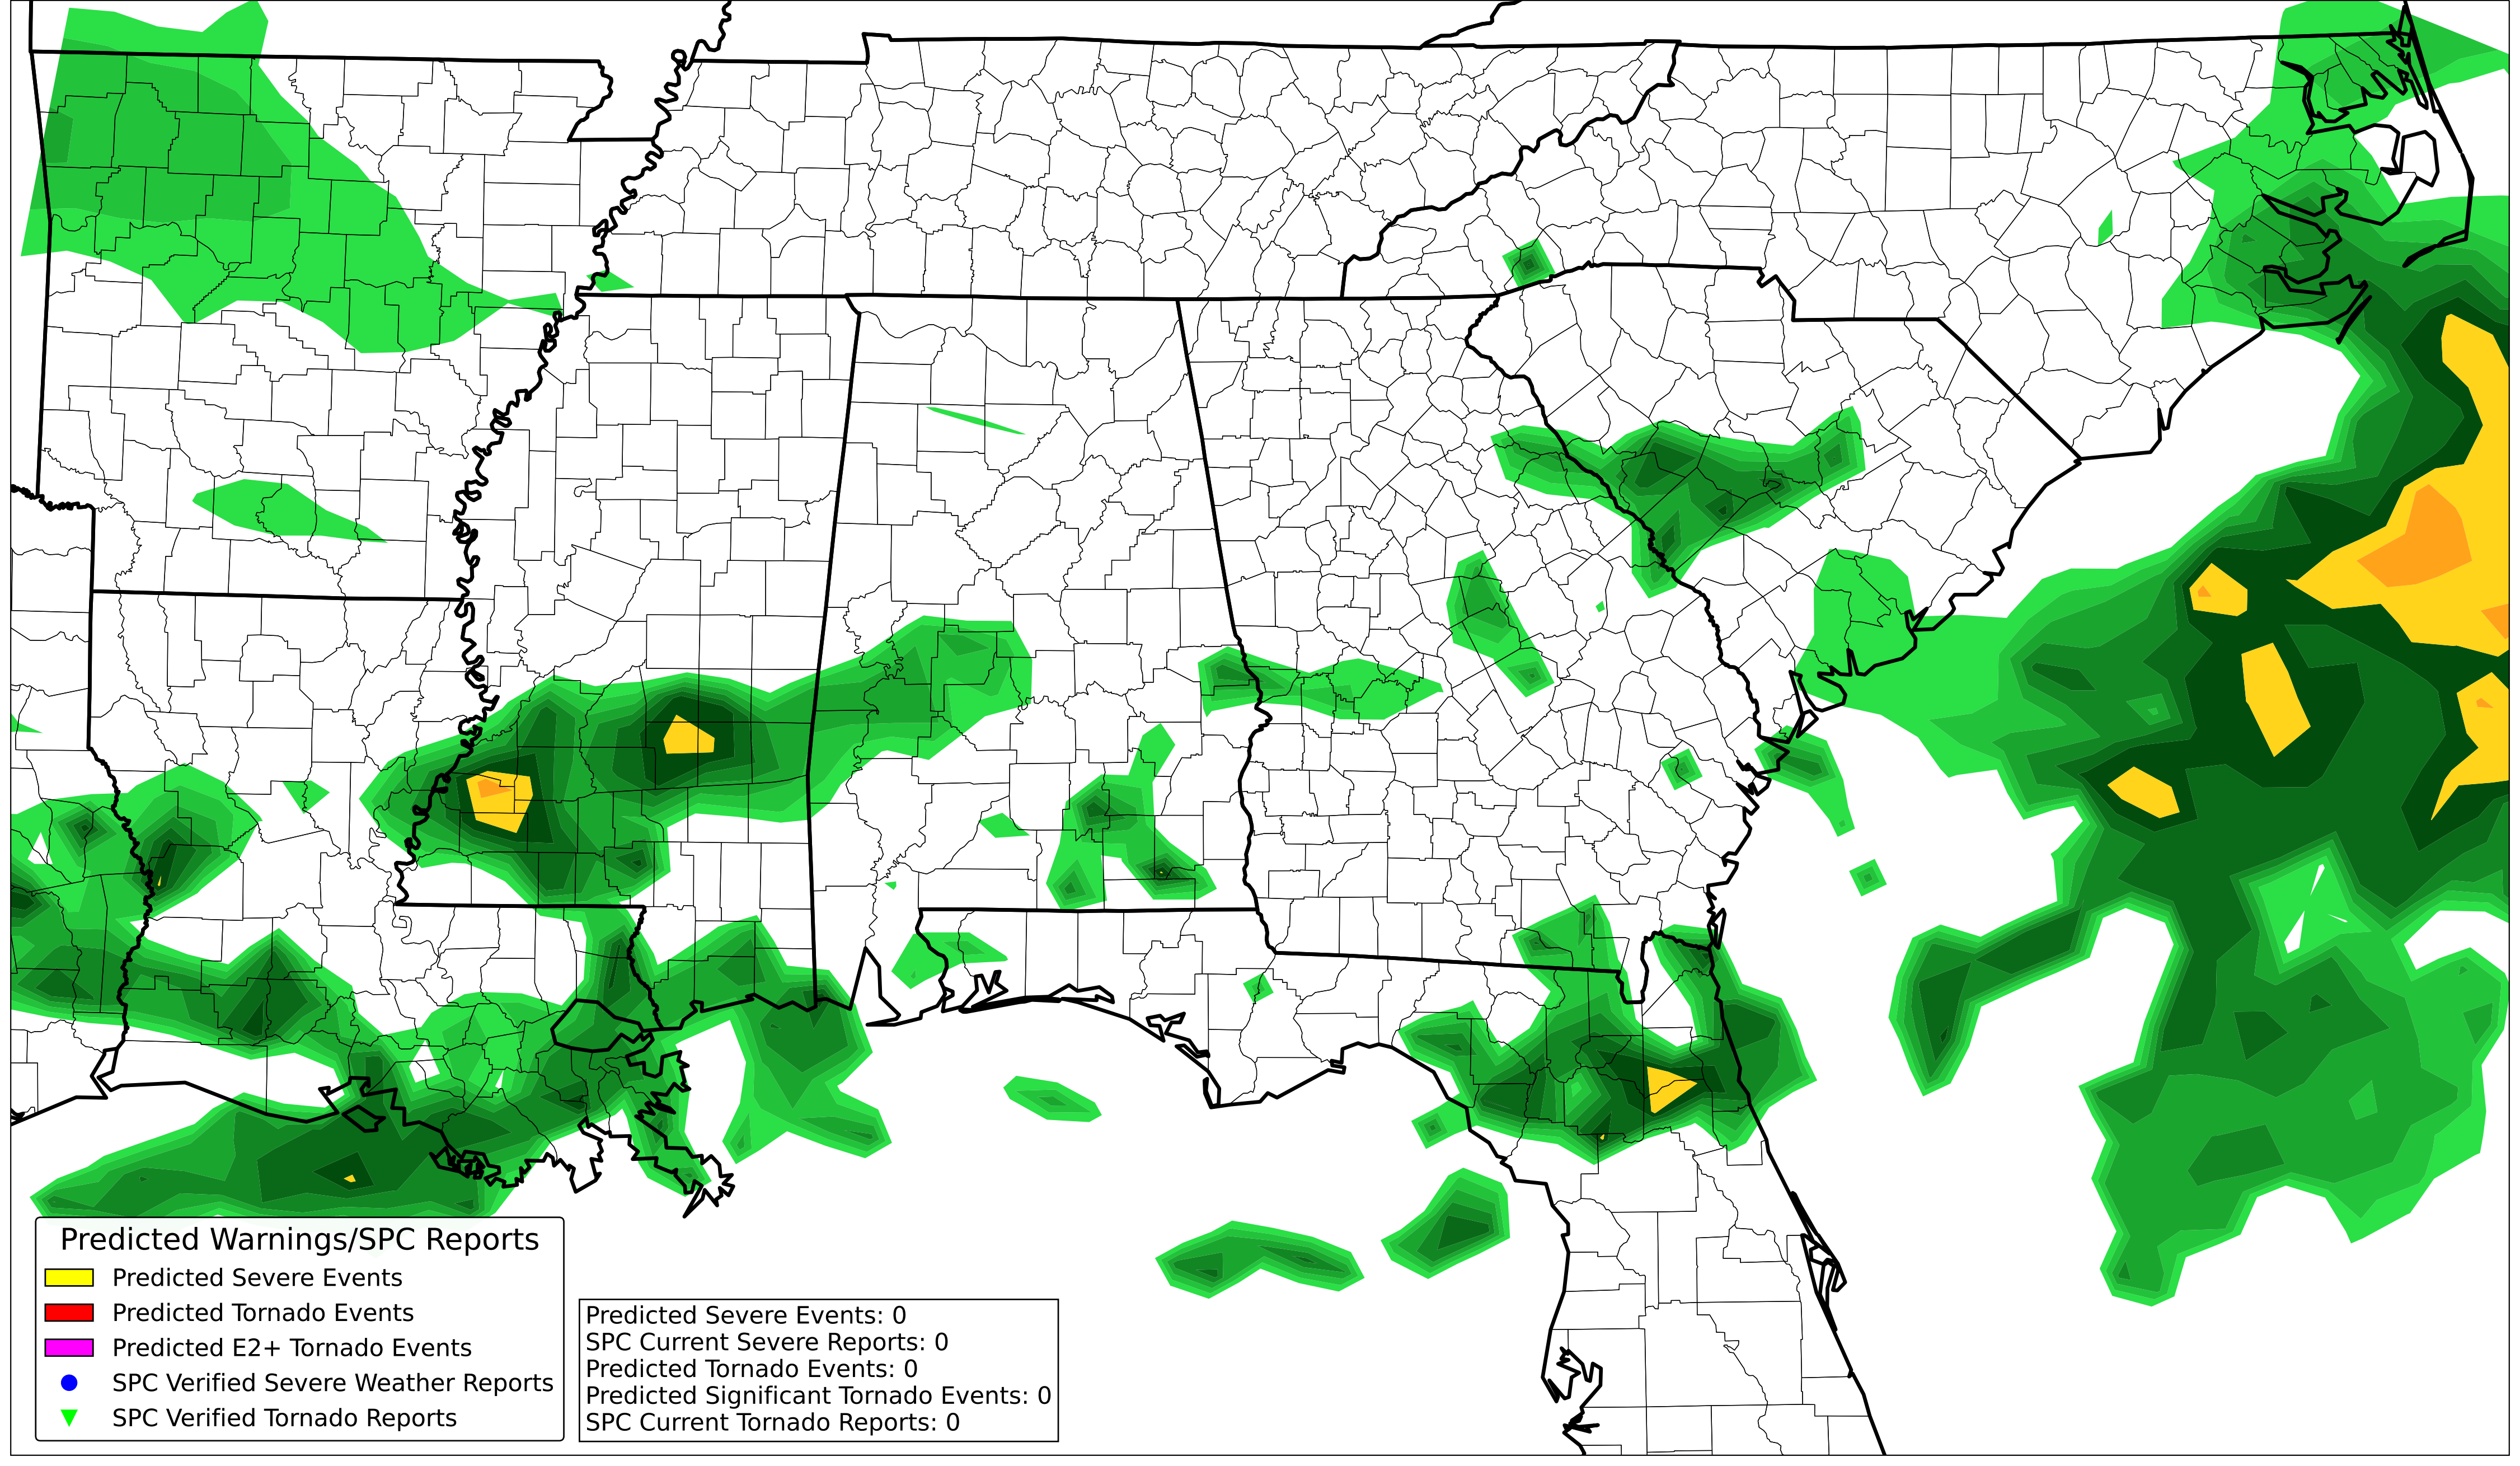 Predicted Warnings/SPC Reports
Predicted Severe Events
Predicted Tornado Events
Predicted E2+ Tornado Events
SPC Verified Severe Weather Reports
SPC Verified Tornado Reports
Predicted Severe Events: 0
SPC Current Severe Reports: 0
Predicted Tornado Events: 0
Predicted Significant Tornado Events: 0
SPC Current Tornado Reports: 0